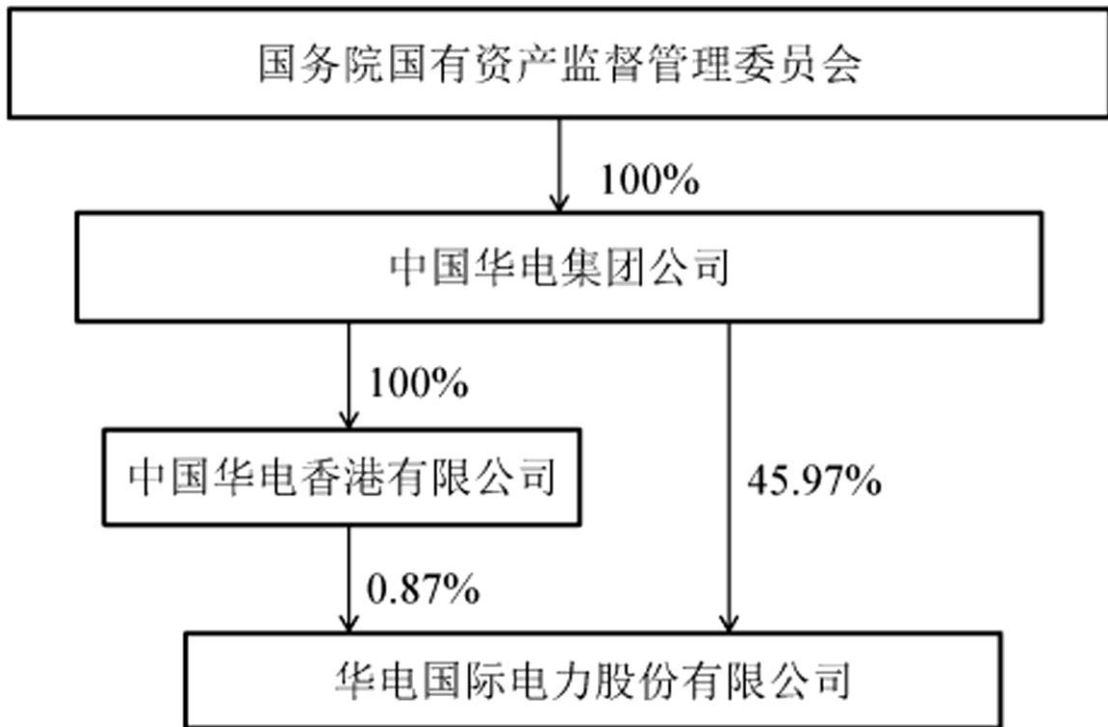 国务院国有资产监督管理委员会
100%
中国华电集团公司
100%
中国华电香港有限公司
45.97%
0.87%
华电国际电力股份有限公司